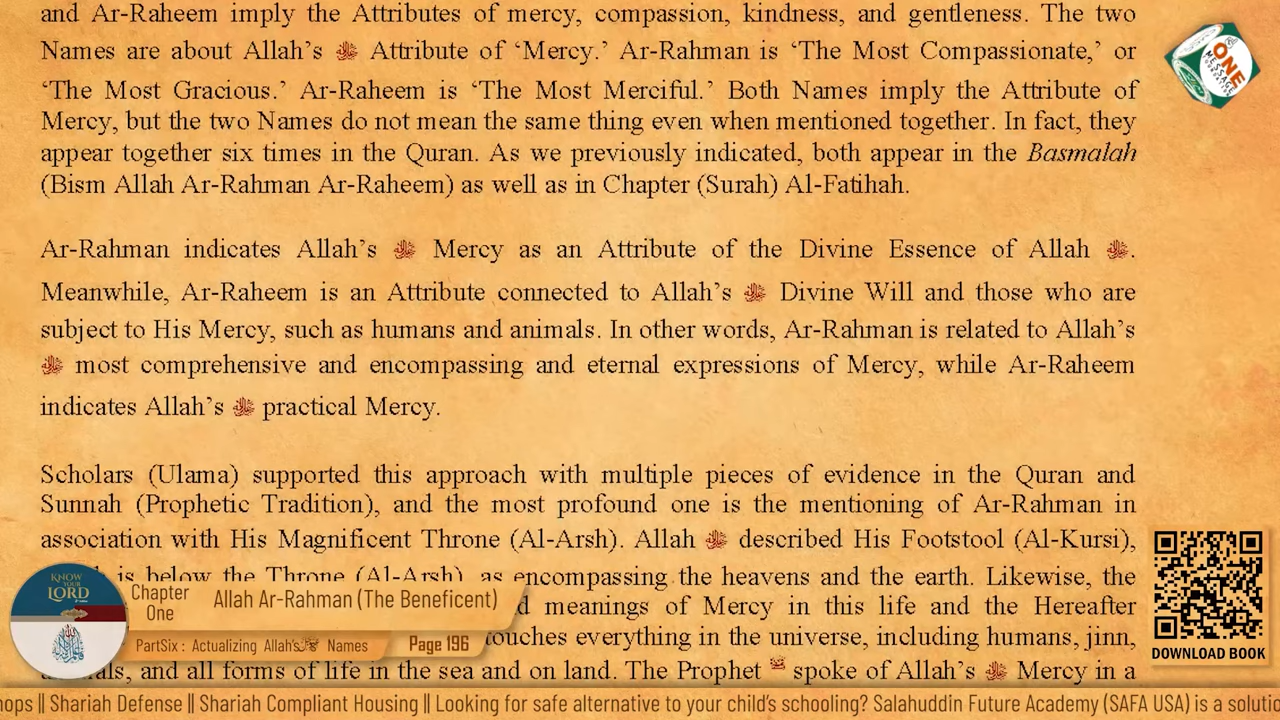 and Ar-Raheem imply the Attributes of mercy, compassion, kindness, and gentleness. The two
Names are about Allah’s ﷻ Attribute of ‘Mercy.’ Ar-Rahman is ‘The Most Compassionate,’ or
‘The Most Gracious.’ Ar-Raheem is ‘The Most Merciful.’ Both Names imply the Attribute of
Mercy, but the two Names do not mean the same thing even when mentioned together. In fact, they
appear together six times in the Quran. As we previously indicated, both appear in the Basmalah
(Bism Allah Ar-Rahman Ar-Raheem) as well as in Chapter (Surah) Al-Fatihah.
Ar-Rahman indicates Allah’s ﷻ Mercy as an Attribute of the Divine Essence of Allah ﷻ.
Meanwhile, Ar-Raheem is an Attribute connected to Allah’s ﷻ Divine Will and those who are
subject to His Mercy, such as humans and animals. In other words, Ar-Rahman is related to Allah’s
ﷻ most comprehensive and encompassing and eternal expressions of Mercy, while Ar-Raheem
indicates Allah’s ﷻ practical Mercy.
Scholars (Ulama) supported this approach with multiple pieces of evidence in the Quran and
Sunnah (Prophetic Tradition), and the most profound one is the mentioning of Ar-Rahman in
association with His Magnificent Throne (Al-Arsh). Allah ﷻ described His Footstool (Al-Kursi),
is below the Throne (Al-Arsh), as encompassing the heavens and the earth. Likewise, the
meanings of Mercy in this life and the Hereafter
touches everything in the universe, including humans, jinn,
and all forms of life in the sea and on land. The Prophet ﷺ spoke of Allah’s ﷻ Mercy in a
ONE
MESSAGE
FOUNDATION
KNOW
YOUR
LORD
Chapter
One
Allah Ar-Rahman (The Beneficent)
PartSix : Actualizing Allah’s ﷻ Names
Page 196
DOWNLOAD BOOK
hops || Shariah Defense || Shariah Compliant Housing || Looking for safe alternative to your child’s schooling? Salahuddin Future Academy (SAFA USA) is a solutio